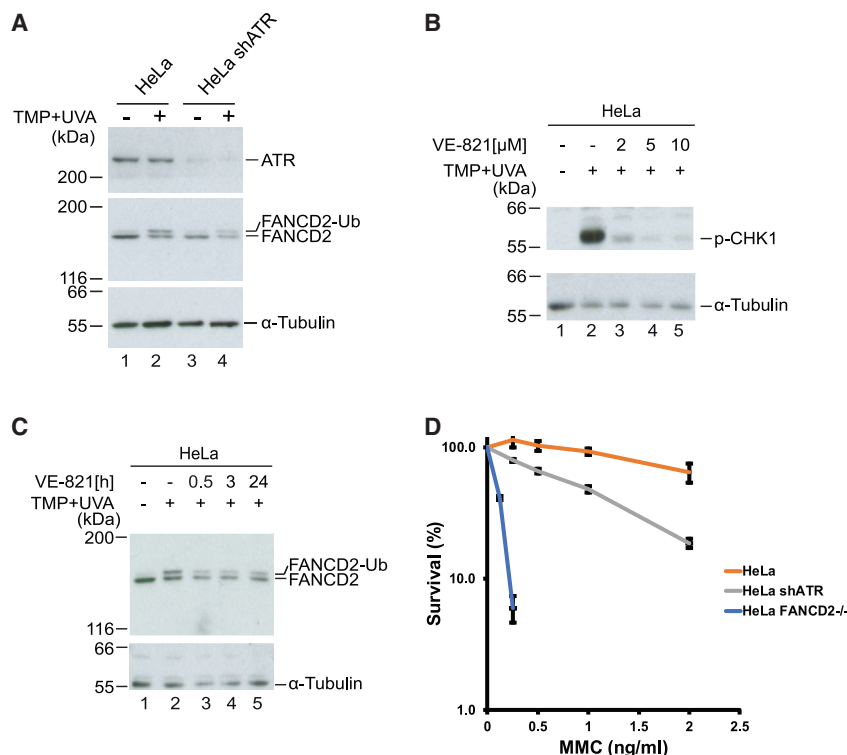 A
HeLa
HeLa shATR
TMP+UVA - + - +
(kDa)
ATR
200
200
FANCD2-Ub
FANCD2
116
66
55
α-Tubulin
1 2 3 4
B
HeLa
VE-821[µM] - - 2 5 10
TMP+UVA - + + + +
(kDa)
66
p-CHK1
55
66
α-Tubulin
55
1 2 3 4 5
C
HeLa
VE-821[h] - - 0.5 3 24
TMP+UVA - + + + +
(kDa)
200
FANCD2-Ub
FANCD2
116
66
α-Tubulin
55
1 2 3 4 5
D
100.0
10.0
1.0
Survival (%)
HeLa
HeLa shATR
HeLa FANCD2-/-
0 0.5 1 1.5 2 2.5
MMC (ng/ml)